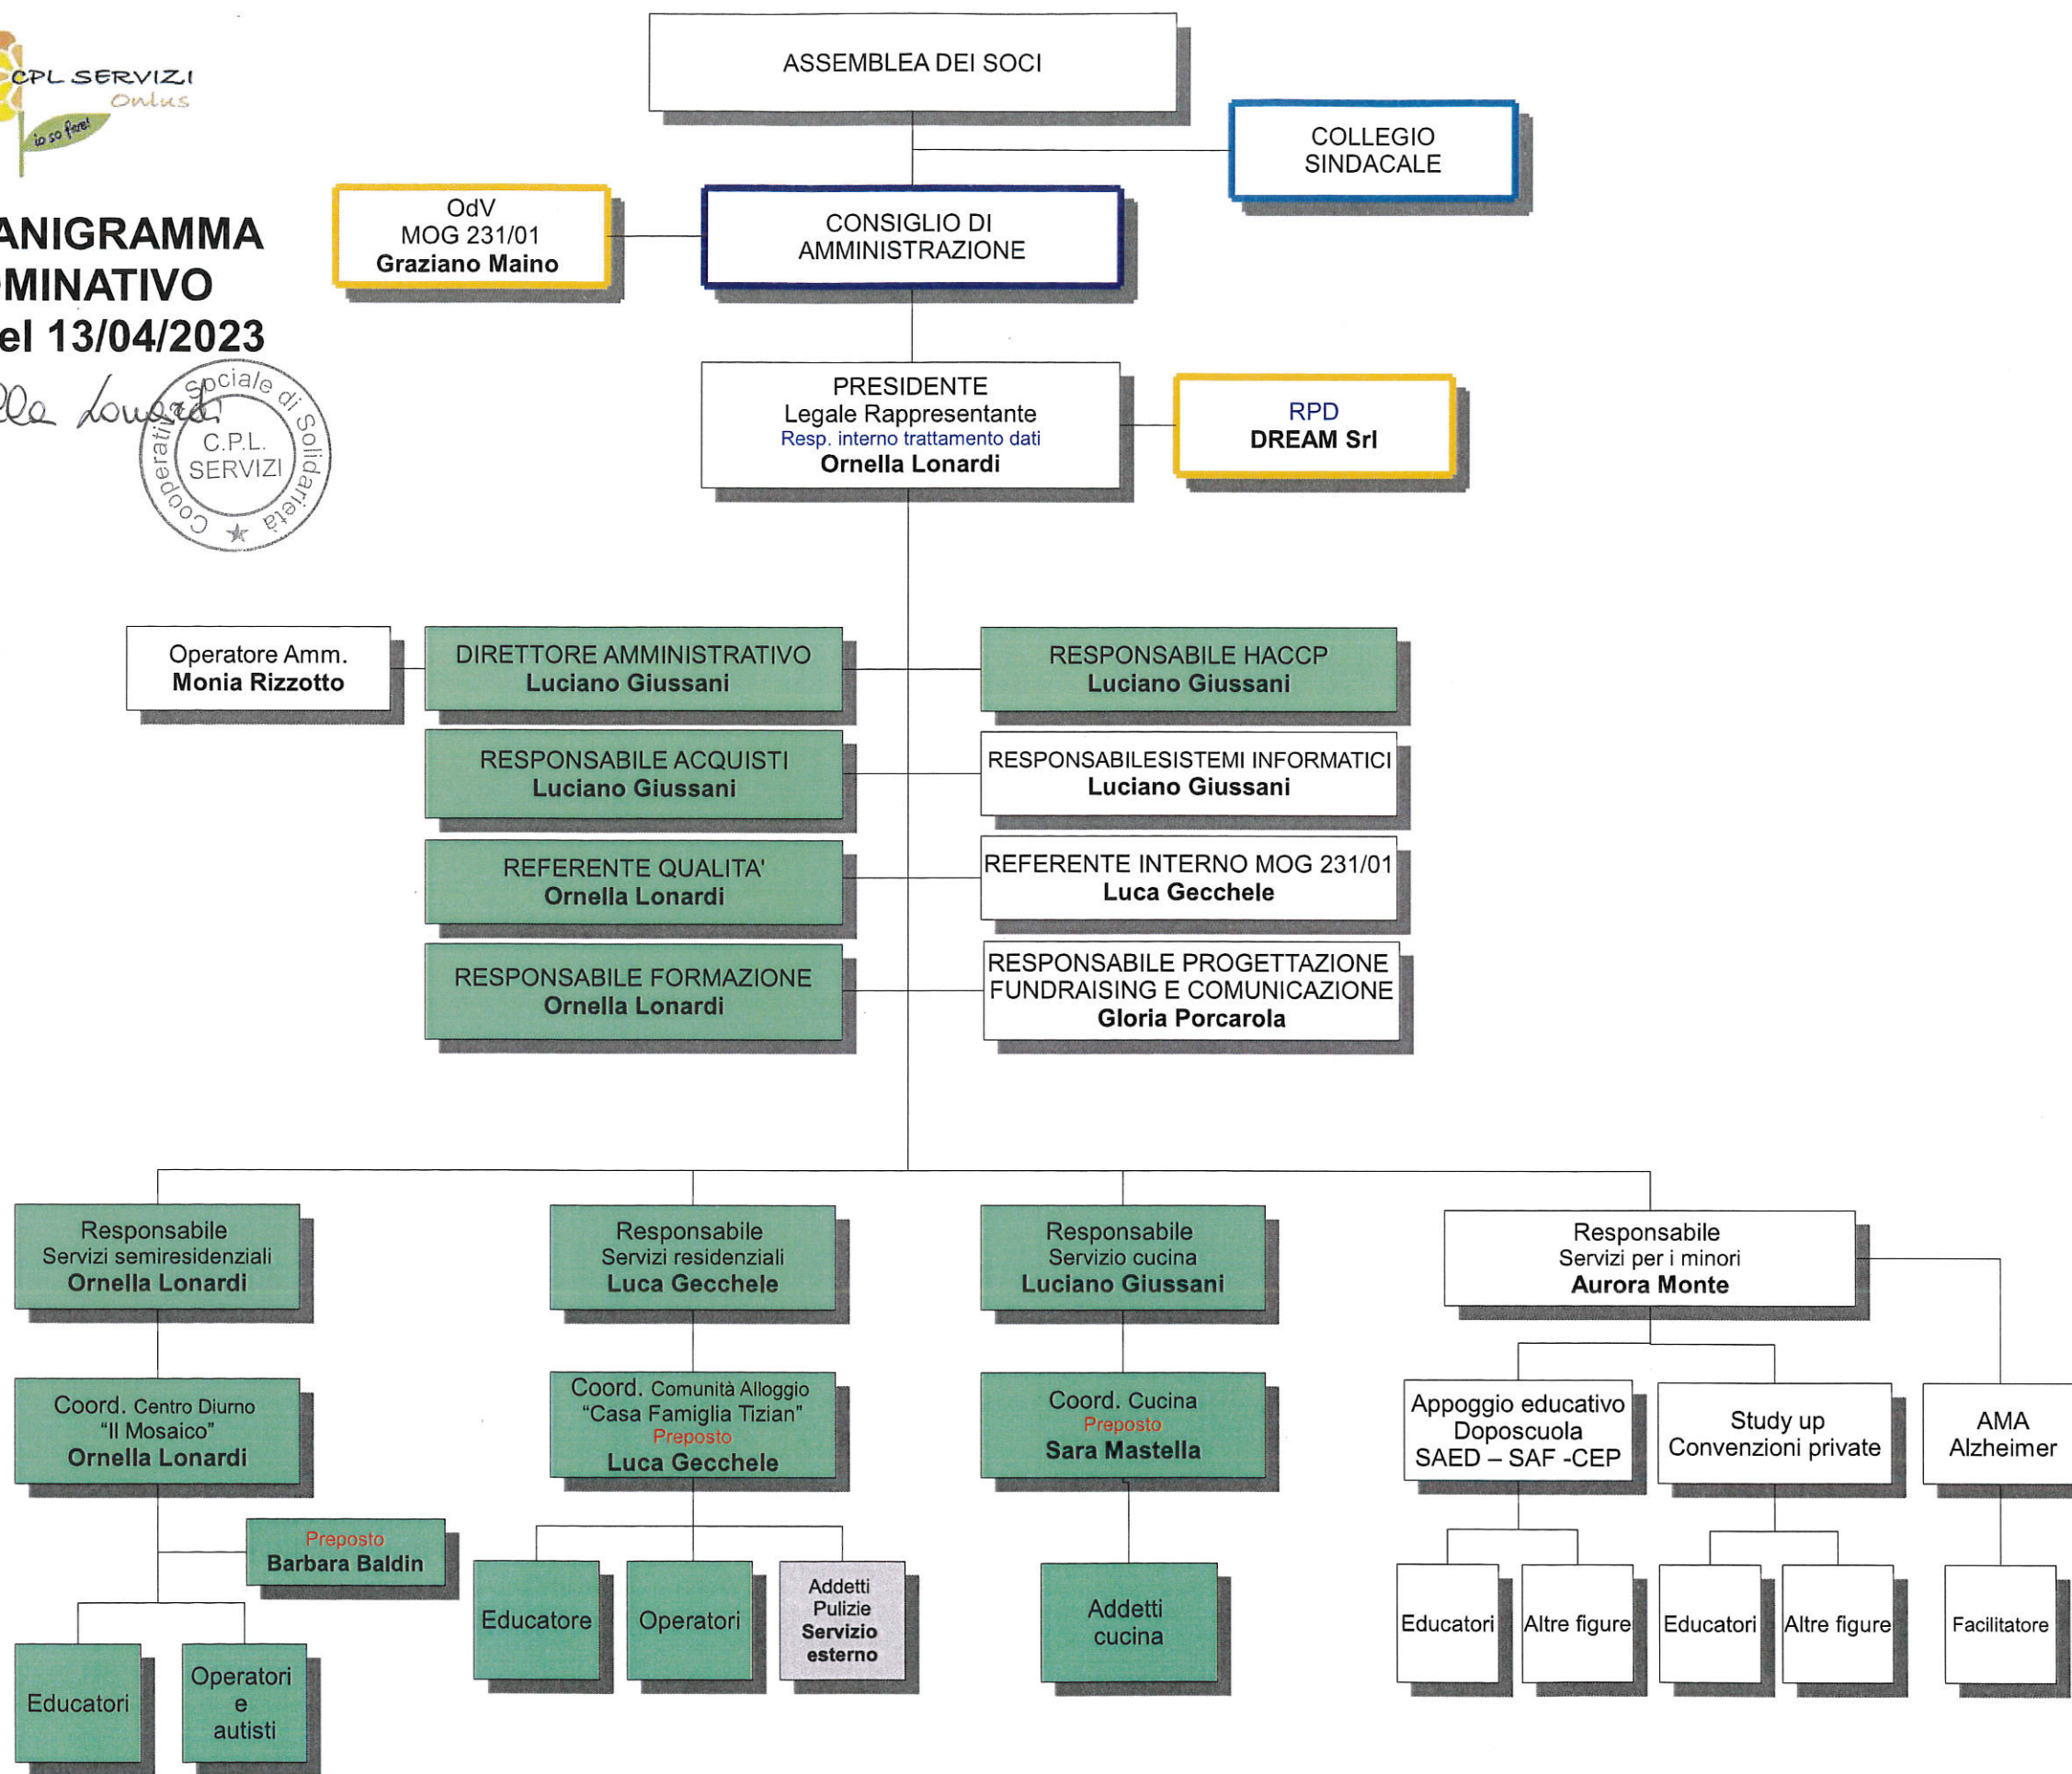 CPL SERVIZI
Onlus
io so fare!
ASSEMBLEA DEI SOCI
COLLEGIO
SINDACALE
OdV
MOG 231/01
Graziano Maino
CONSIGLIO DI
AMMINISTRAZIONE
ANIGRAMMA
OMINATIVO
el 13/04/2023
lla Lonardi
Cooperativa Sociale di Solidarietà
C.P.L.
SERVIZI
PRESIDENTE
Legale Rappresentante
Resp. interno trattamento dati
Ornella Lonardi
RPD
DREAM Srl
Operatore Amm.
Monia Rizzotto
DIRETTORE AMMINISTRATIVO
Luciano Giussani
RESPONSABILE HACCP
Luciano Giussani
RESPONSABILE ACQUISTI
Luciano Giussani
RESPONSABILESISTEMI INFORMATICI
Luciano Giussani
REFERENTE QUALITA'
Ornella Lonardi
REFERENTE INTERNO MOG 231/01
Luca Gecchele
RESPONSABILE FORMAZIONE
Ornella Lonardi
RESPONSABILE PROGETTAZIONE
FUNDRAISING E COMUNICAZIONE
Gloria Porcarola
Responsabile
Servizi semiresidenziali
Ornella Lonardi
Responsabile
Servizi residenziali
Luca Gecchele
Responsabile
Servizio cucina
Luciano Giussani
Responsabile
Servizi per i minori
Aurora Monte
Coord. Centro Diurno
"Il Mosaico"
Ornella Lonardi
Coord. Comunità Alloggio
“Casa Famiglia Tizian”
Preposto
Luca Gecchele
Coord. Cucina
Preposto
Sara Mastella
Appoggio educativo
Doposcuola
SAED – SAF -CEP
Study up
Convenzioni private
AMA
Alzheimer
Preposto
Barbara Baldin
Educatori
Operatori
e
autisti
Educatore
Operatori
Addetti
Pulizie
Servizio
esterno
Addetti
cucina
Educatori
Altre figure
Educatori
Altre figure
Facilitatore